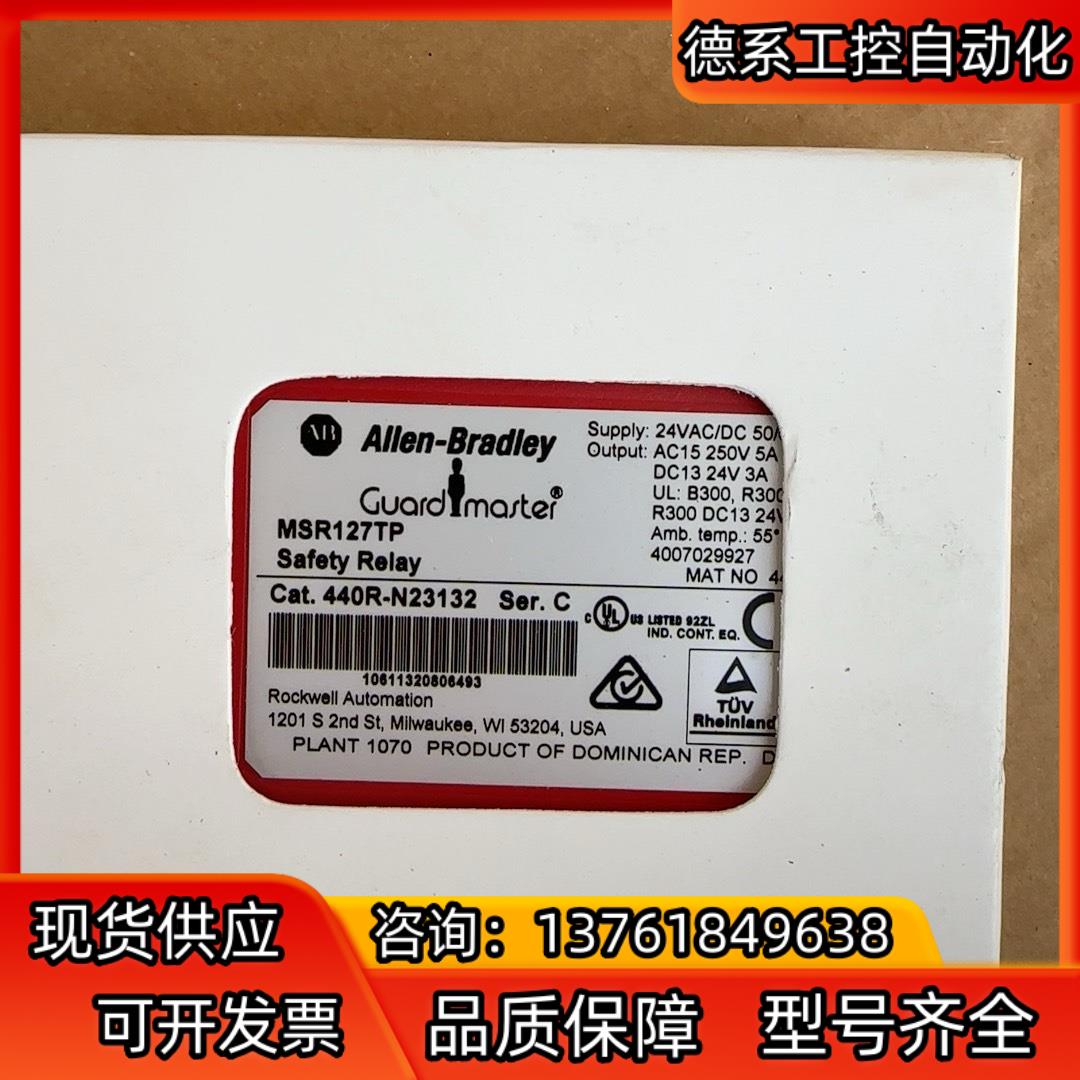 德系工控自动化
Allen-Bradley
Guardmaster®
MSR127TP
Safety Relay
Supply: 24VAC/DC 50/
Output: AC15 250V 5A
DC13 24V 3A
UL: B300, R300
R300 DC13 24V
Amb. temp.: 55°
4007029927
MAT NO 44
Cat. 440R-N23132 Ser. C
C UL US LISTED 92ZL
IND. CONT. EQ.
10611320806493
Rockwell Automation
1201 S 2nd St, Milwaukee, WI 53204, USA
PLANT 1070 PRODUCT OF DOMINICAN REP.
TÜV
Rheinland
现货供应
咨询：13761849638
可开发票 品质保障 型号齐全